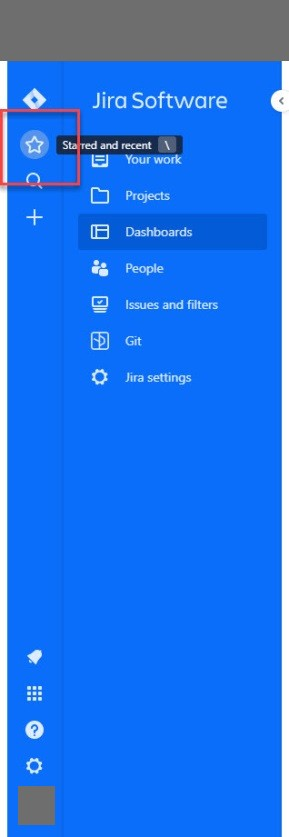 Jira Software
Starred and recent \
Your work
Projects
Dashboards
People
Issues and filters
Git
Jira settings